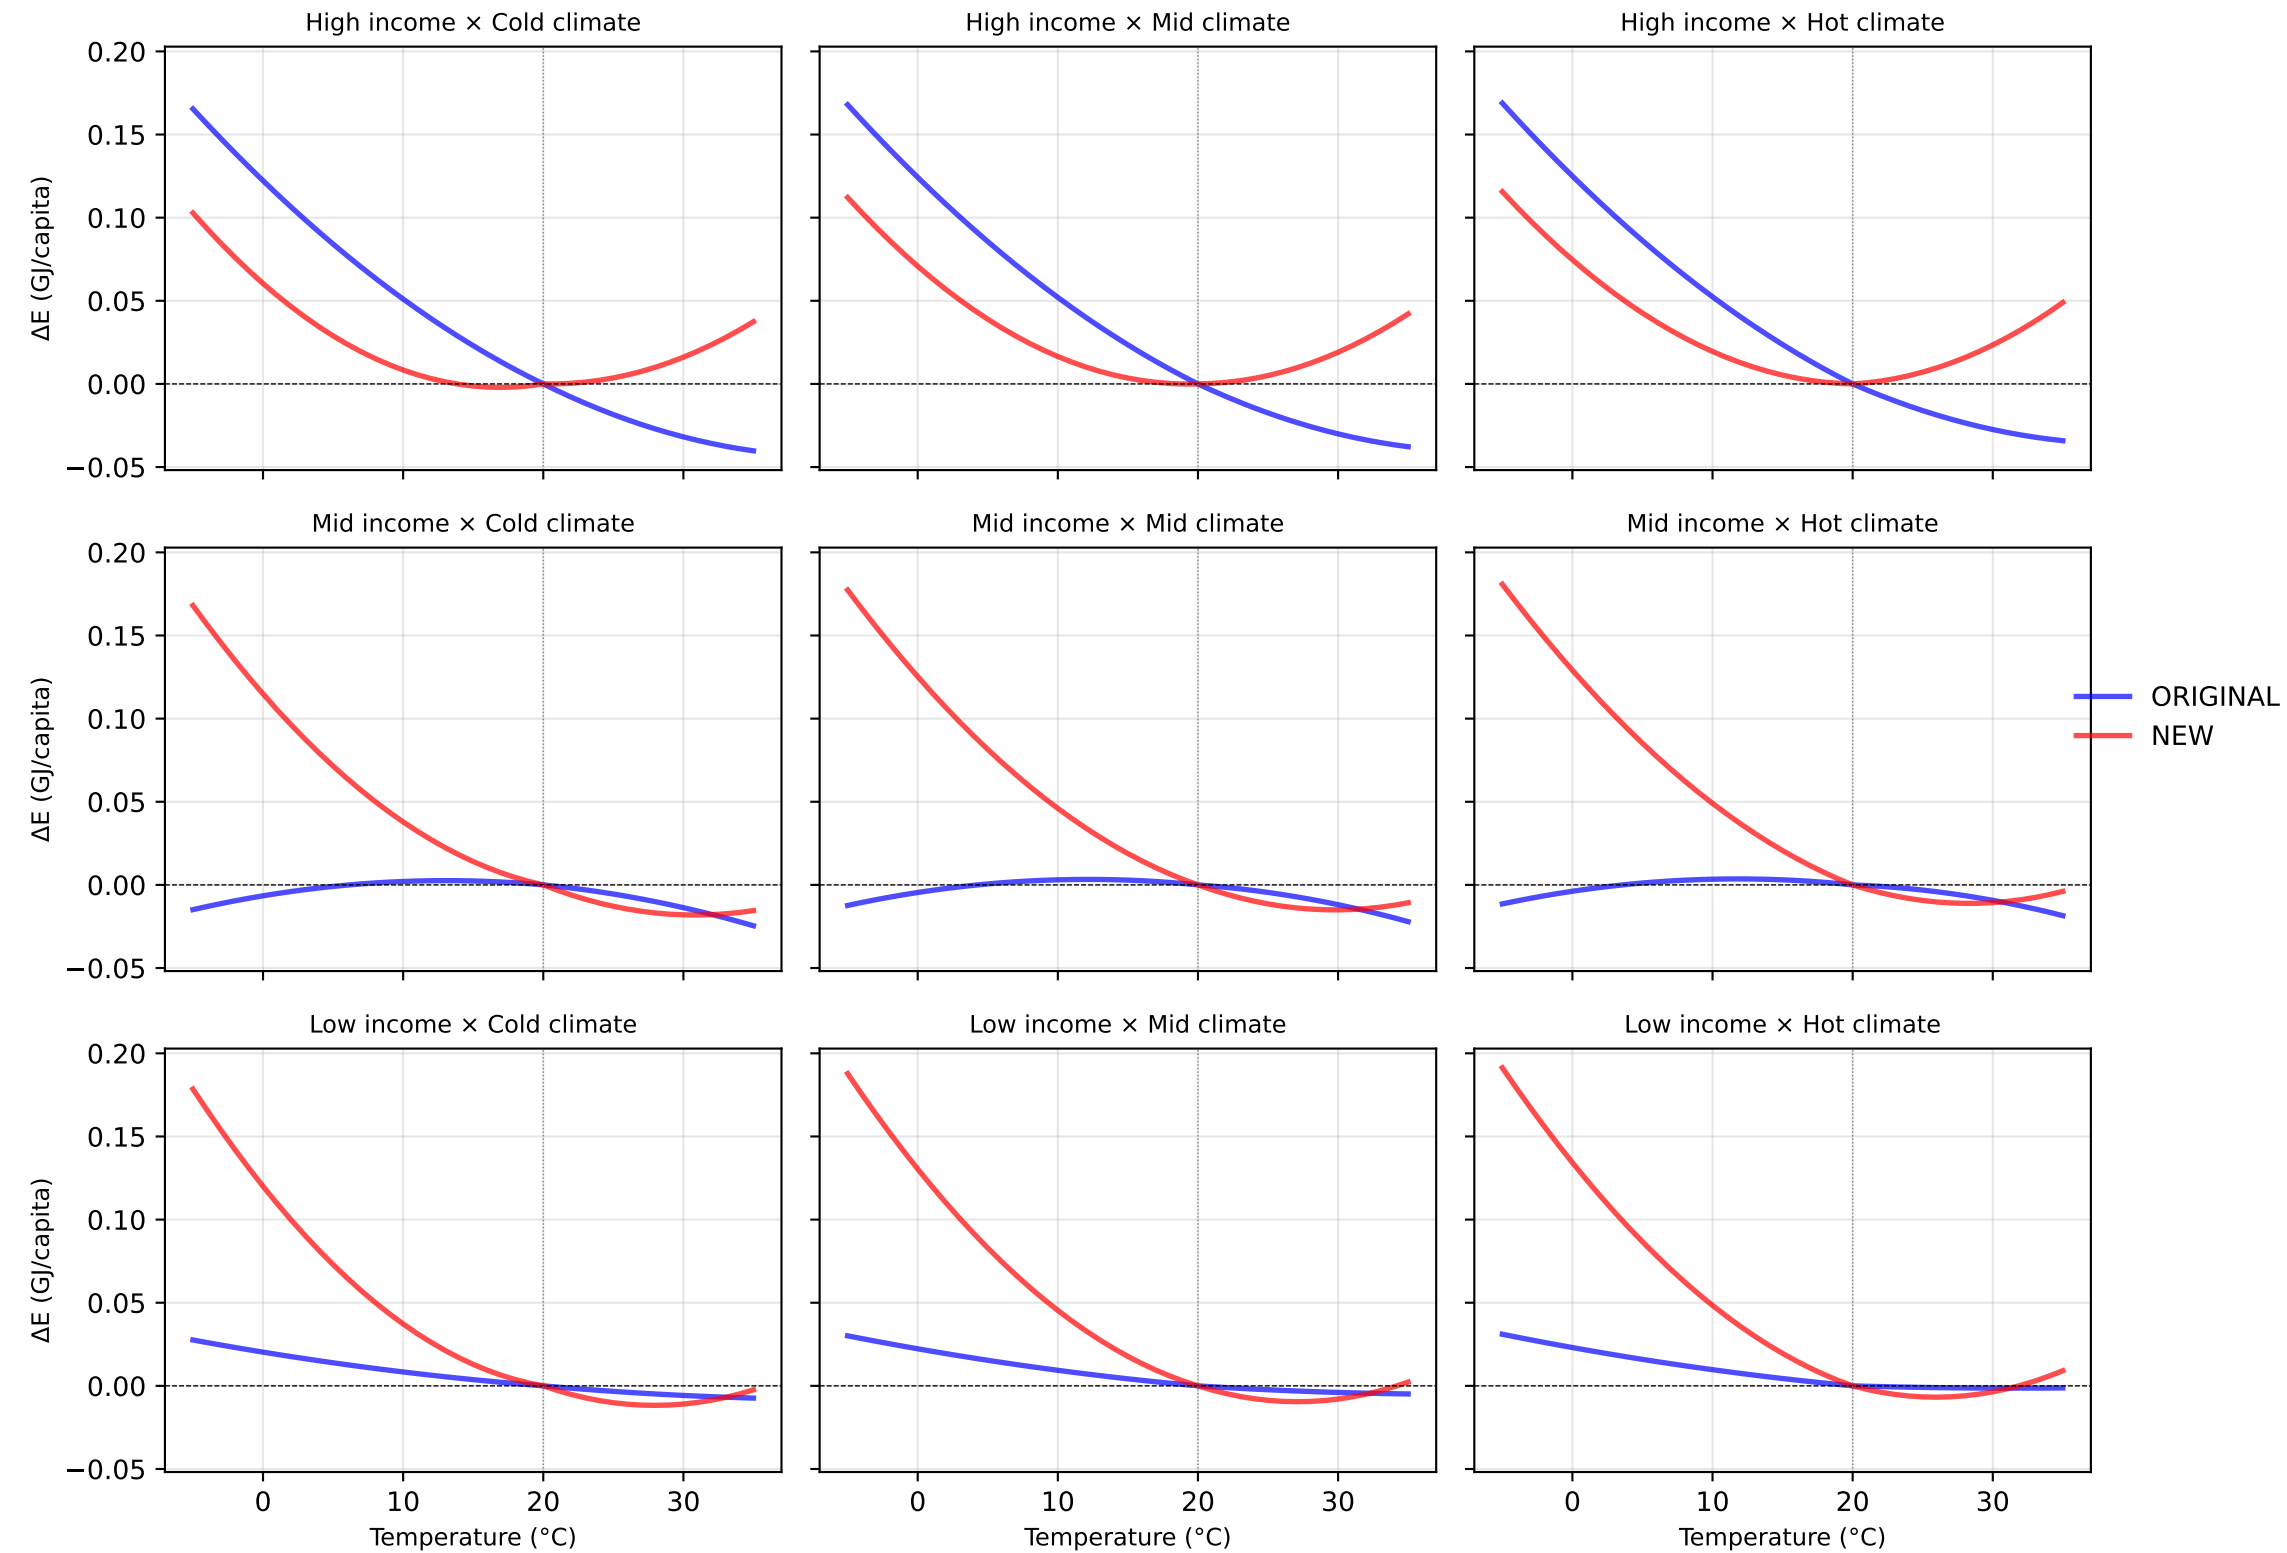 High income × Cold climate
High income × Mid climate
High income × Hot climate
0.20
0.15
0.10
0.05
0.00
−0.05
ΔE (GJ/capita)
Mid income × Cold climate
Mid income × Mid climate
Mid income × Hot climate
0.20
0.15
0.10
0.05
0.00
−0.05
ΔE (GJ/capita)
ORIGINAL
NEW
Low income × Cold climate
Low income × Mid climate
Low income × Hot climate
0.20
0.15
0.10
0.05
0.00
−0.05
ΔE (GJ/capita)
0 10 20 30
0 10 20 30
0 10 20 30
Temperature (°C)
Temperature (°C)
Temperature (°C)